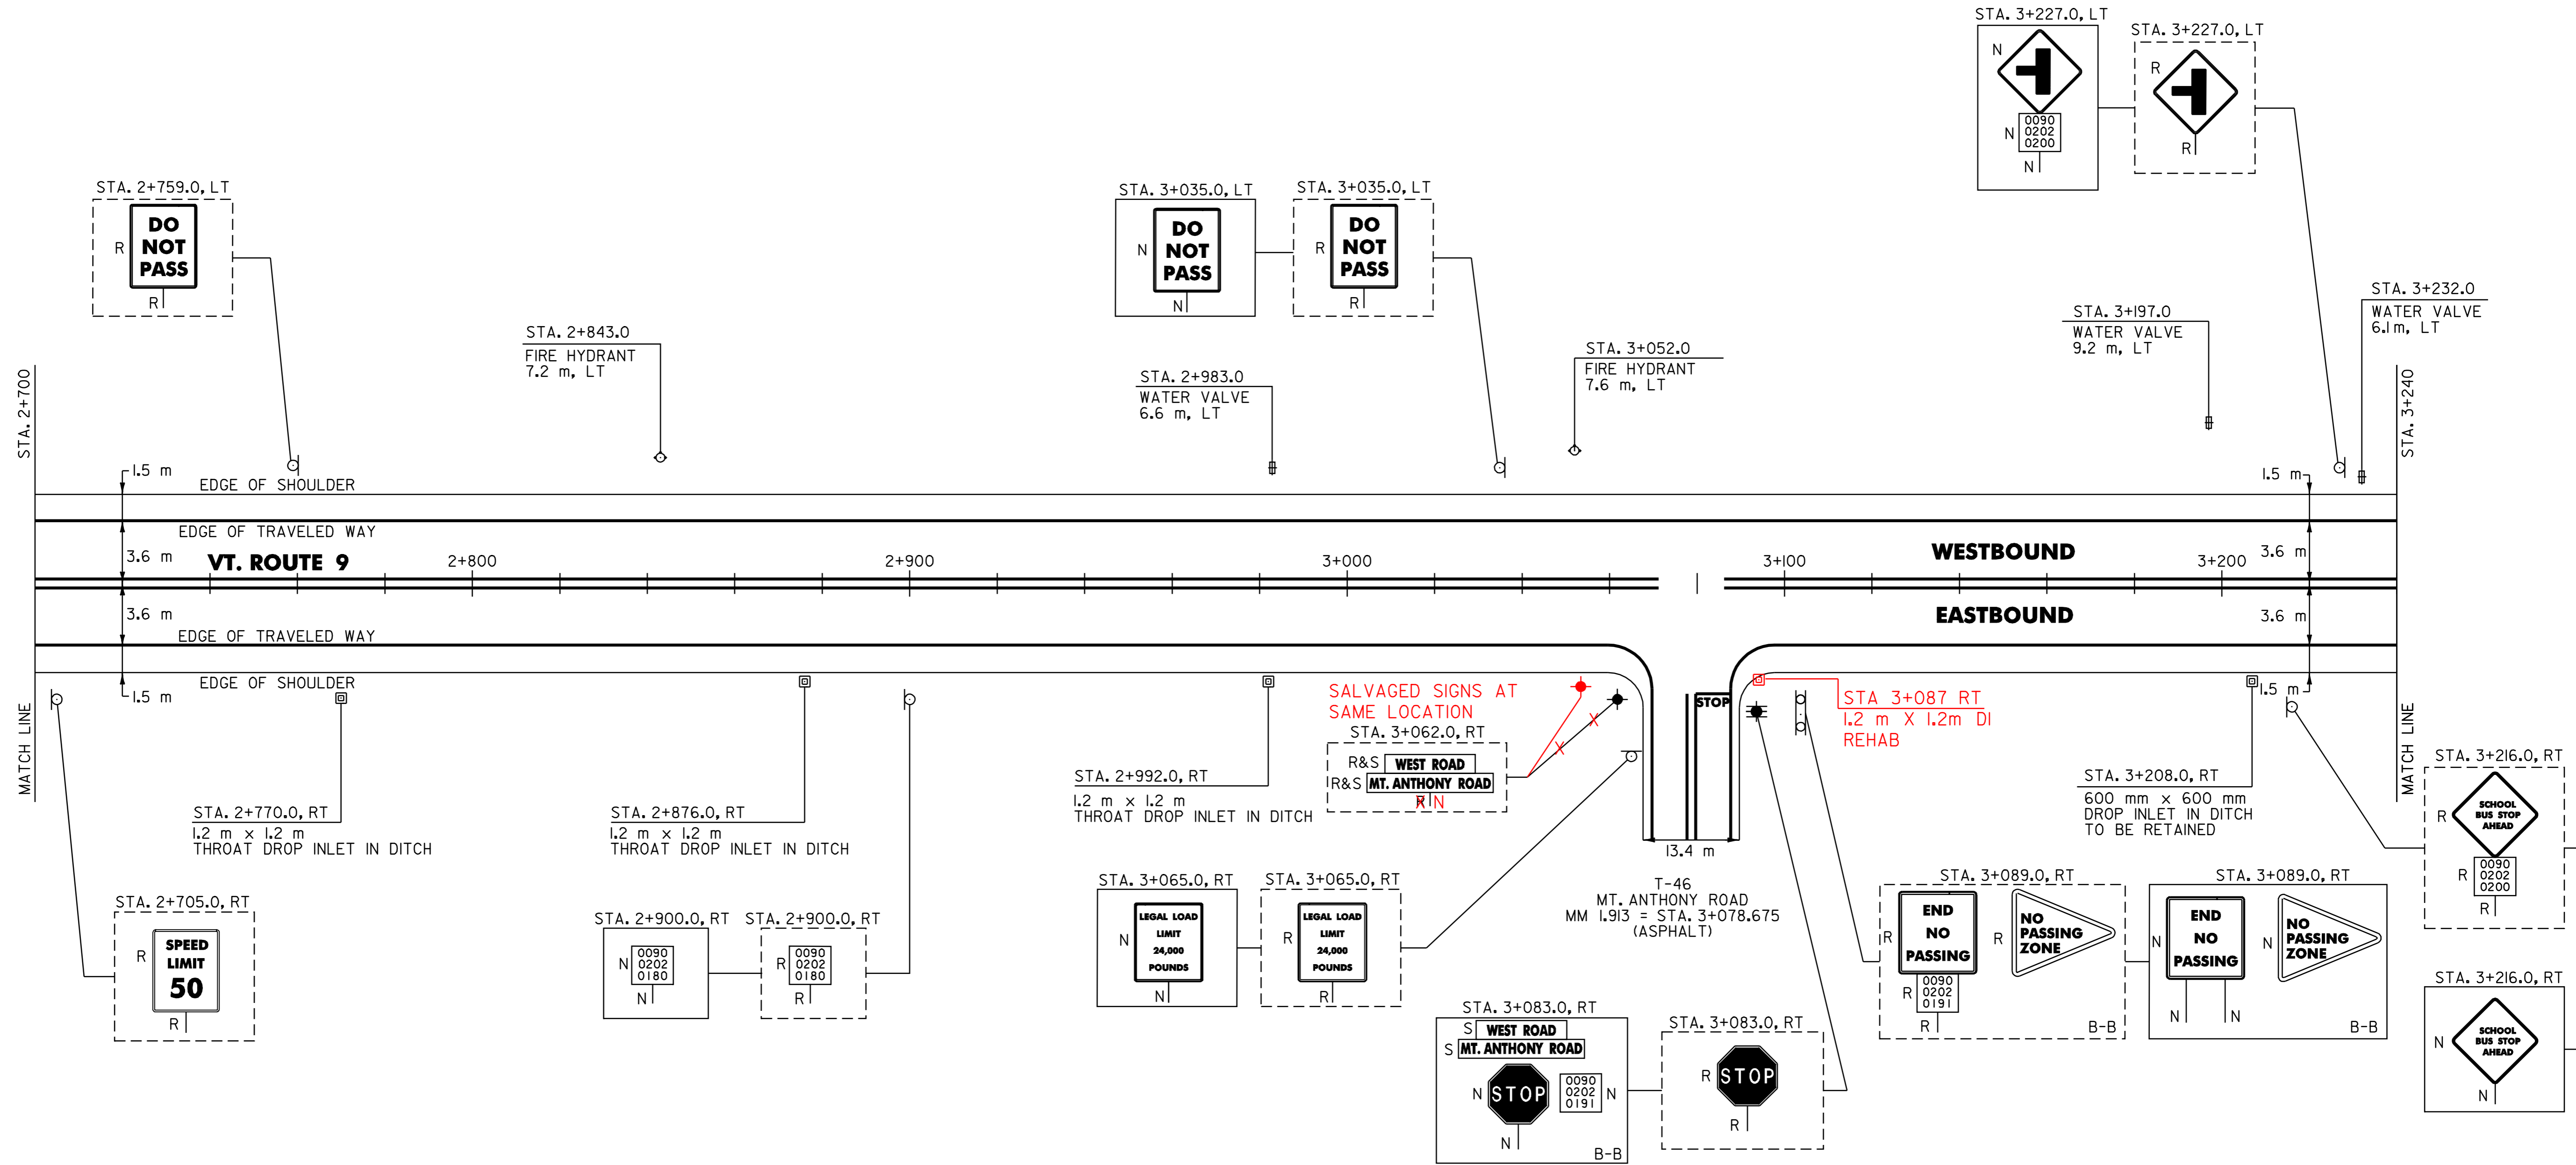 STA. 3+227.0, LT
N
N
0090
0202
0200
N
STA. 3+227.0, LT
R
R
STA. 2+759.0, LT
R
DO
NOT
PASS
R
STA. 3+035.0, LT
N
DO
NOT
PASS
N
STA. 3+035.0, LT
R
DO
NOT
PASS
R
STA. 2+843.0
FIRE HYDRANT
7.2 m, LT
STA. 2+983.0
WATER VALVE
6.6 m, LT
STA. 3+052.0
FIRE HYDRANT
7.6 m, LT
STA. 3+197.0
WATER VALVE
9.2 m, LT
STA. 3+232.0
WATER VALVE
6.1m, LT
STA. 2+700
STA. 3+240
1.5 m
EDGE OF SHOULDER
1.5 m
EDGE OF TRAVELED WAY
3.6 m
VT. ROUTE 9
2+800
2+900
3+000
3+100
WESTBOUND
3+200
3.6 m
3.6 m
EASTBOUND
3.6 m
EDGE OF TRAVELED WAY
EDGE OF SHOULDER
1.5 m
1.5 m
MATCH LINE
MATCH LINE
STOP
SALVAGED SIGNS AT
SAME LOCATION
STA. 3+062.0, RT
R&S WEST ROAD
R&S MT. ANTHONY ROAD
R N
X
X
X
STA 3+087 RT
1.2 m X 1.2m DI
REHAB
STA. 2+770.0, RT
1.2 m x 1.2 m
THROAT DROP INLET IN DITCH
STA. 2+876.0, RT
1.2 m x 1.2 m
THROAT DROP INLET IN DITCH
STA. 2+992.0, RT
1.2 m x 1.2 m
THROAT DROP INLET IN DITCH
STA. 3+208.0, RT
600 mm x 600 mm
DROP INLET IN DITCH
TO BE RETAINED
13.4 m
T-46
MT. ANTHONY ROAD
MM 1.913 = STA. 3+078.675
(ASPHALT)
STA. 2+705.0, RT
R
SPEED
LIMIT
50
R
STA. 2+900.0, RT
N
0090
0202
0180
N
STA. 2+900.0, RT
R
0090
0202
0180
R
STA. 3+065.0, RT
N
LEGAL LOAD
LIMIT
24,000
POUNDS
N
STA. 3+065.0, RT
R
LEGAL LOAD
LIMIT
24,000
POUNDS
R
STA. 3+083.0, RT
S WEST ROAD
S MT. ANTHONY ROAD
N STOP
0090
0202
0191
N
N
B-B
STA. 3+083.0, RT
R STOP
R
STA. 3+089.0, RT
R
END
NO
PASSING
R
0090
0202
0191
R
R
NO
PASSING
ZONE
B-B
STA. 3+089.0, RT
N
END
NO
PASSING
N
N
N
NO
PASSING
ZONE
B-B
STA. 3+216.0, RT
R
SCHOOL
BUS STOP
AHEAD
R
0090
0202
0200
R
STA. 3+216.0, RT
N
SCHOOL
BUS STOP
AHEAD
N